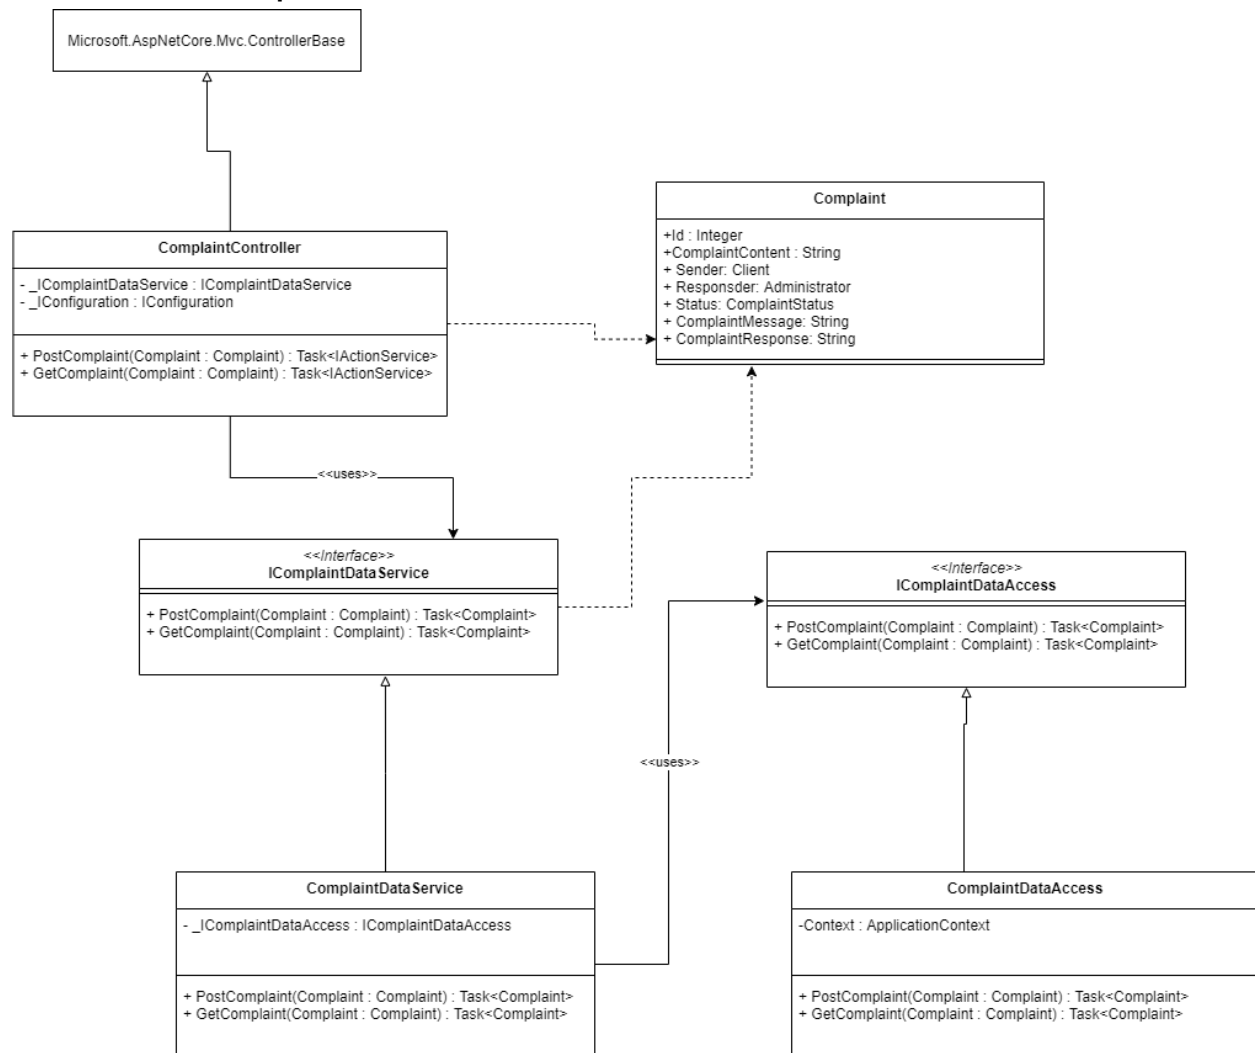 Microsoft.AspNetCore.Mvc.ControllerBase
Complaint
+Id : Integer
+ComplaintContent : String
+ Sender: Client
+ Responsder: Administrator
+ Status: ComplaintStatus
+ ComplaintMessage: String
+ ComplaintResponse: String
ComplaintController
- _IComplaintDataService : IComplaintDataService
- _IConfiguration : IConfiguration
+ PostComplaint(Complaint : Complaint) : Task<IActionService>
+ GetComplaint(Complaint : Complaint) : Task<IActionService>
<<uses>>
<<Interface>>
IComplaintDataService
+ PostComplaint(Complaint : Complaint) : Task<Complaint>
+ GetComplaint(Complaint : Complaint) : Task<Complaint>
<<Interface>>
IComplaintDataAccess
+ PostComplaint(Complaint : Complaint) : Task<Complaint>
+ GetComplaint(Complaint : Complaint) : Task<Complaint>
<<uses>>
ComplaintDataService
- _IComplaintDataAccess : IComplaintDataAccess
+ PostComplaint(Complaint : Complaint) : Task<Complaint>
+ GetComplaint(Complaint : Complaint) : Task<Complaint>
ComplaintDataAccess
-Context : ApplicationContext
+ PostComplaint(Complaint : Complaint) : Task<Complaint>
+ GetComplaint(Complaint : Complaint) : Task<Complaint>